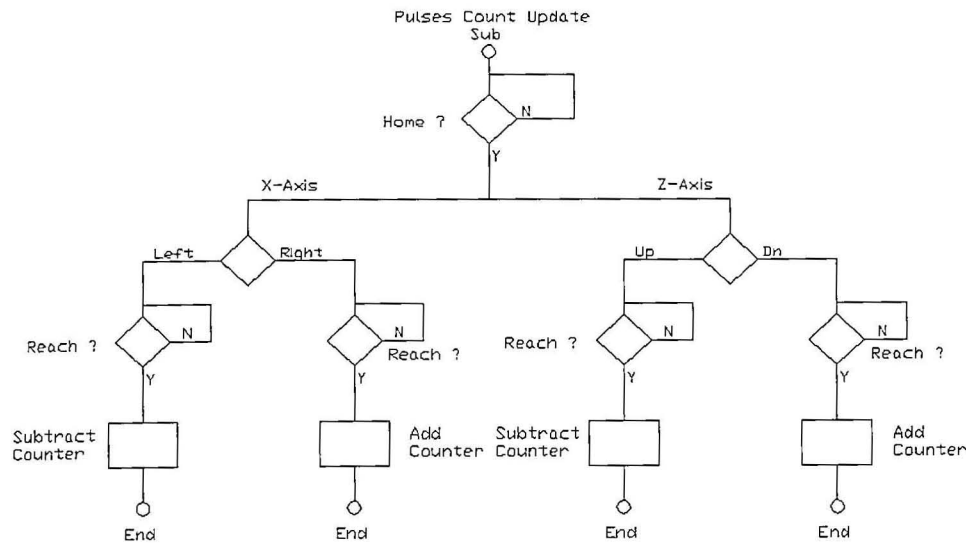 Pulses Count Update
Sub
N
Home ?
Y
X-Axis
Z-Axis
Left
Right
Up
Dn
N
N
N
N
Reach ?
Reach ?
Reach ?
Reach ?
Y
Y
Y
Y
Subtract
Counter
Add
Counter
Subtract
Counter
Add
Counter
End
End
End
End